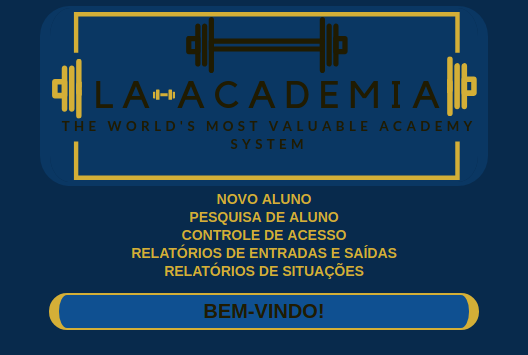 LA ACADEMIA
THE WORLD'S MOST VALUABLE ACADEMY
SYSTEM
NOVO ALUNO
PESQUISA DE ALUNO
CONTROLE DE ACESSO
RELATÓRIOS DE ENTRADAS E SAÍDAS
RELATÓRIOS DE SITUAÇÕES
BEM-VINDO!